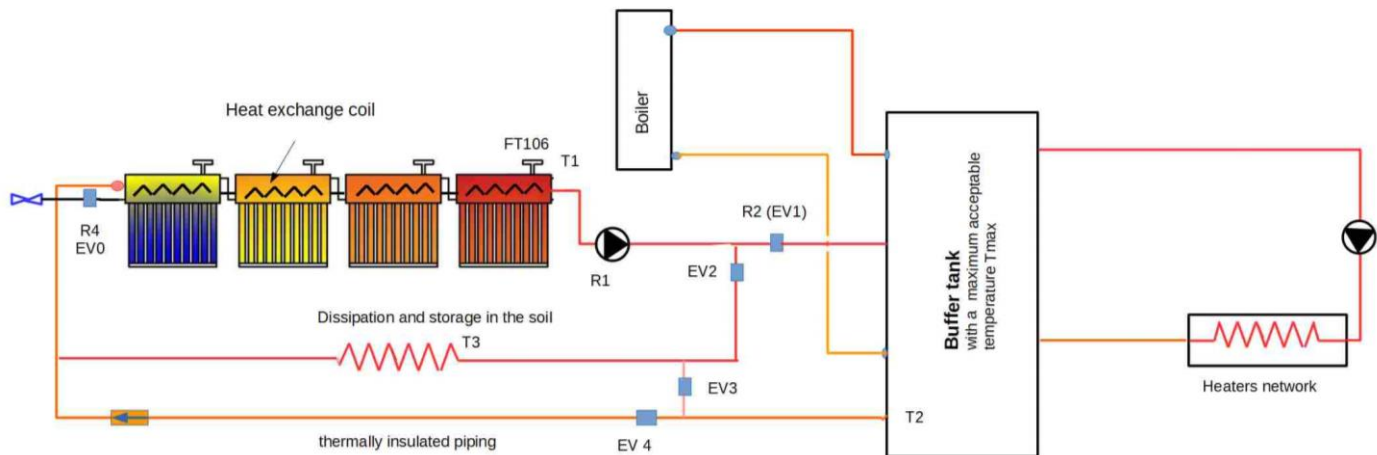 Boiler
Heat exchange coil
FT106
T1
R4
EV0
R1
R2 (EV1)
EV2
Dissipation and storage in the soil
T3
EV3
thermally insulated piping
EV 4
T2
Buffer tank
with a maximum acceptable
temperature Tmax
Heaters network